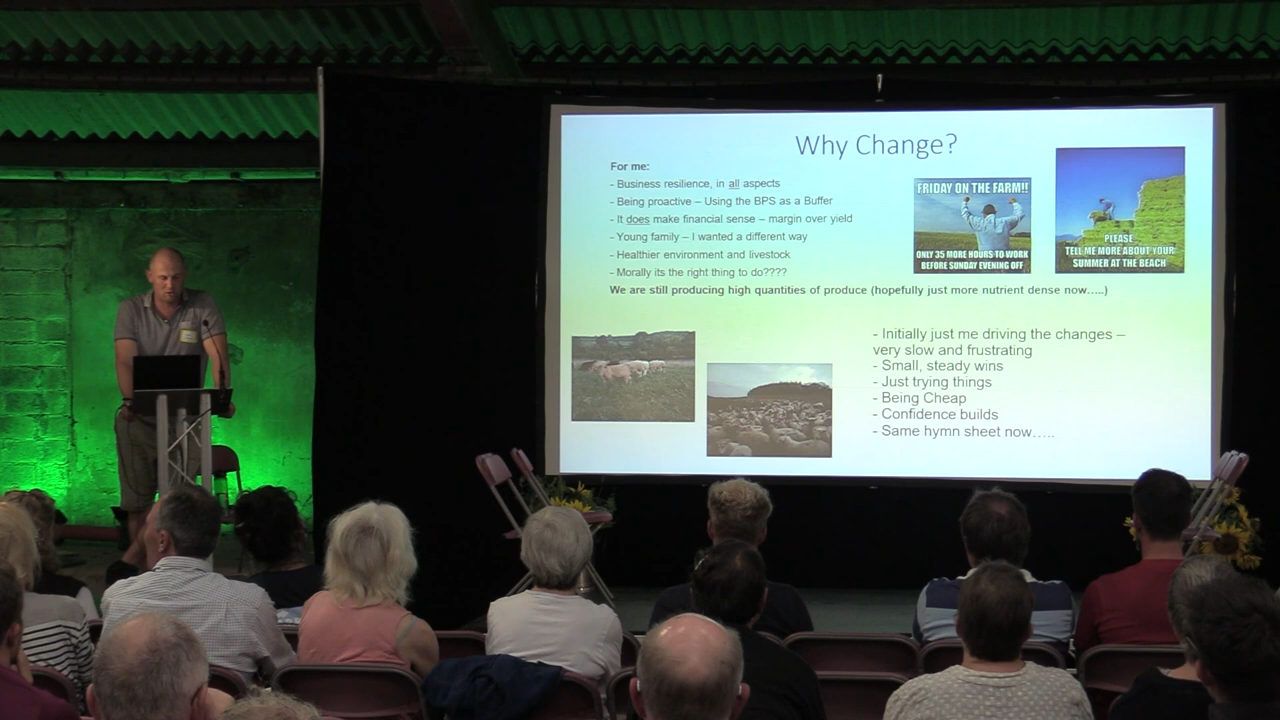 Why Change?
For me:
- Business resilience, in all aspects
- Being proactive – Using the BPS as a Buffer
- It does make financial sense – margin over yield
- Young family – I wanted a different way
- Healthier environment and livestock
- Morally its the right thing to do????
We are still producing high quantities of produce (hopefully just more nutrient dense now…..)
FRIDAY ON THE FARM!!
ONLY 35 MORE HOURS TO WORK
BEFORE SUNDAY EVENING OFF
PLEASE
TELL ME MORE ABOUT YOUR
SUMMER AT THE BEACH
- Initially just me driving the changes –
very slow and frustrating
- Small, steady wins
- Just trying things
- Being Cheap
- Confidence builds
- Same hymn sheet now…..